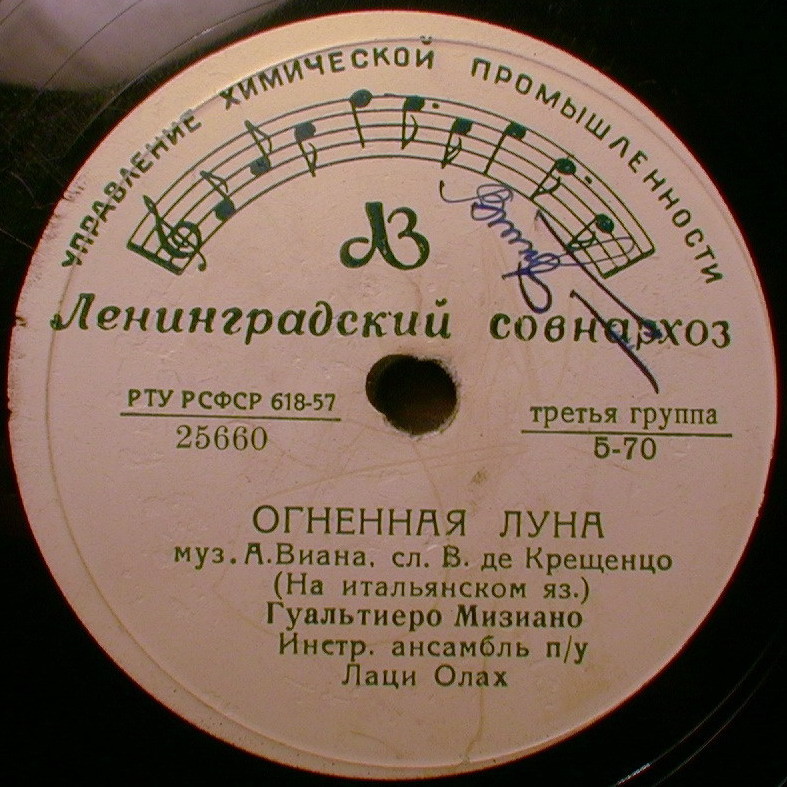 УПРАВЛЕНИЕ ХИМИЧЕСКОЙ ПРОМЫШЛЕННОСТИ
ЛЗ
Ленинградский совнархоз
РТУ РСФСР 618-57
25660
третья группа
5-70
ОГНЕННАЯ ЛУНА
муз. А.Виана, сл. В. де Крещенцо
(На итальянском яз.)
Гуальтиеро Мизиано
Инстр. ансамбль п/у
Лаци Олах